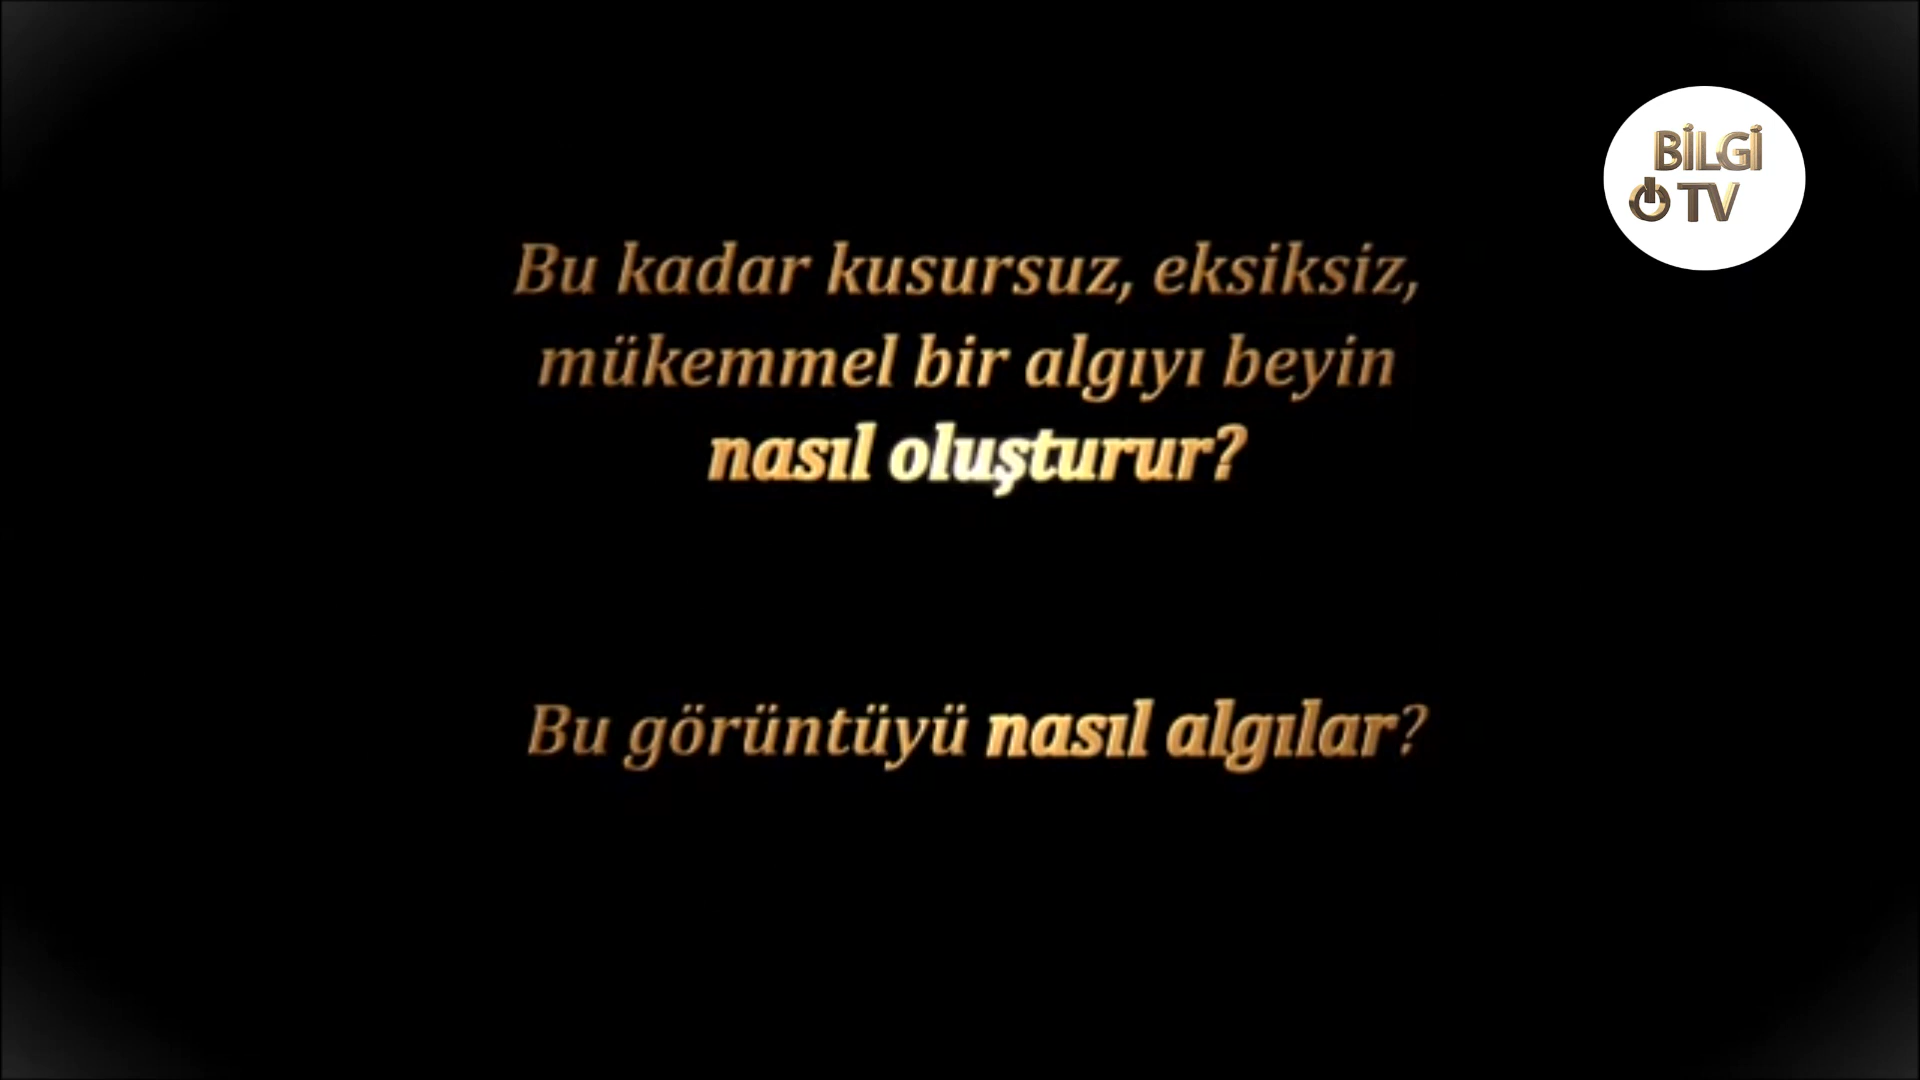 BİLGİ
TV
Bu kadar kusursuz, eksiksiz,
mükemmel bir algıyı beyin
nasıl oluşturur?
Bu görüntüyü nasıl algılar?